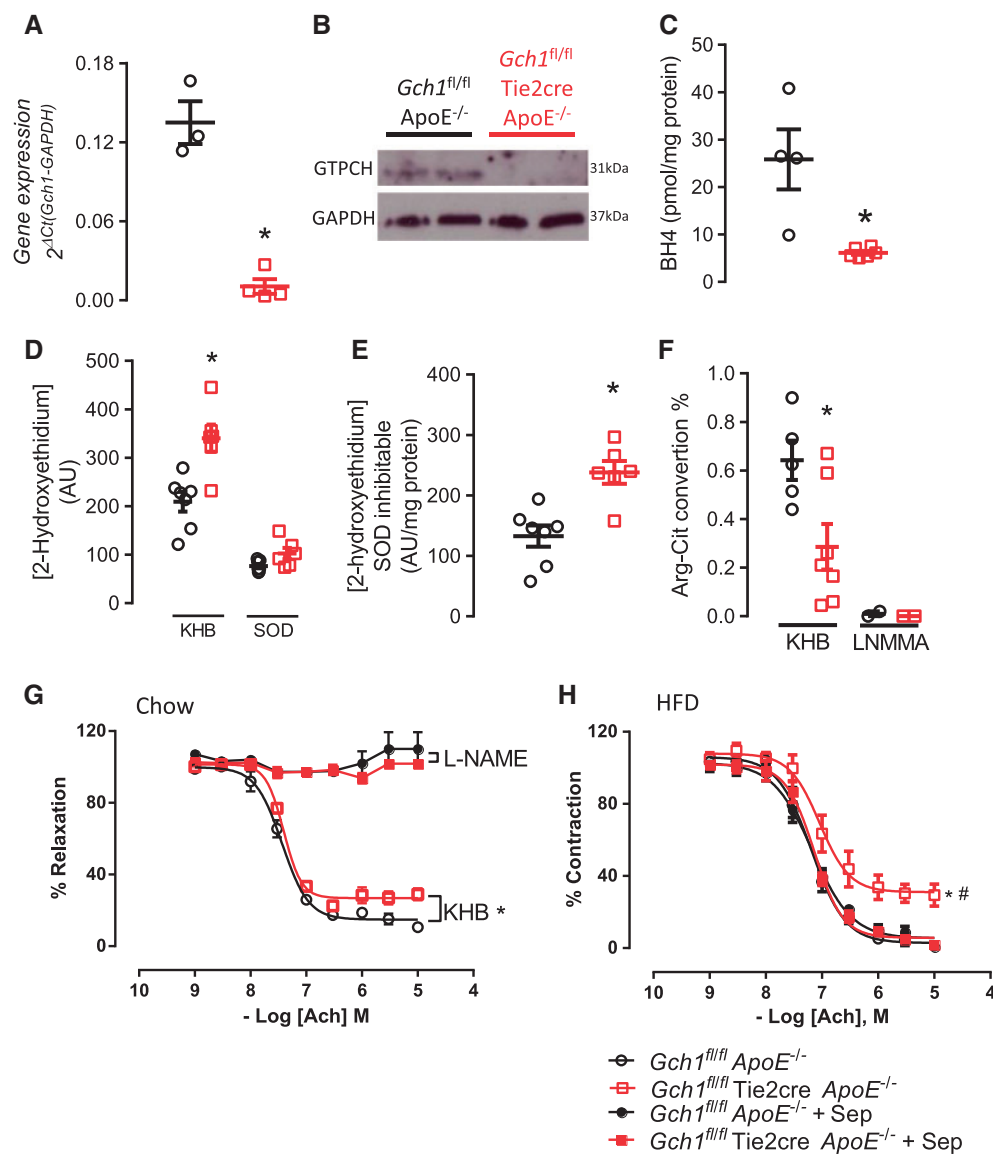 A
Gene expression
2^ΔCt(Gch1-GAPDH)
0.18
0.12
0.06
0.00
*
B
Gch1fl/fl
ApoE-/-
Gch1fl/fl
Tie2cre
ApoE-/-
GTPCH
31kDa
GAPDH
37kDa
C
BH4 (pmol/mg protein)
50
40
30
20
10
0
*
D
[2-Hydroxyethidium]
(AU)
500
400
300
200
100
0
*
KHB
SOD
E
[2-hydroxyethidium]
SOD inhibitable
(AU/mg protein)
400
300
200
100
0
*
F
Arg-Cit convertion %
1.0
0.8
0.6
0.4
0.2
0.0
*
KHB
LNMMA
G
Chow
% Relaxation
120
80
40
0
L-NAME
KHB *
10 9 8 7 6 5 4
- Log [Ach] M
H
HFD
% Contraction
120
80
40
0
* #
10 9 8 7 6 5 4
- Log [Ach], M
Gch1fl/fl ApoE-/-
Gch1fl/fl Tie2cre ApoE-/-
Gch1fl/fl ApoE-/- + Sep
Gch1fl/fl Tie2cre ApoE-/- + Sep